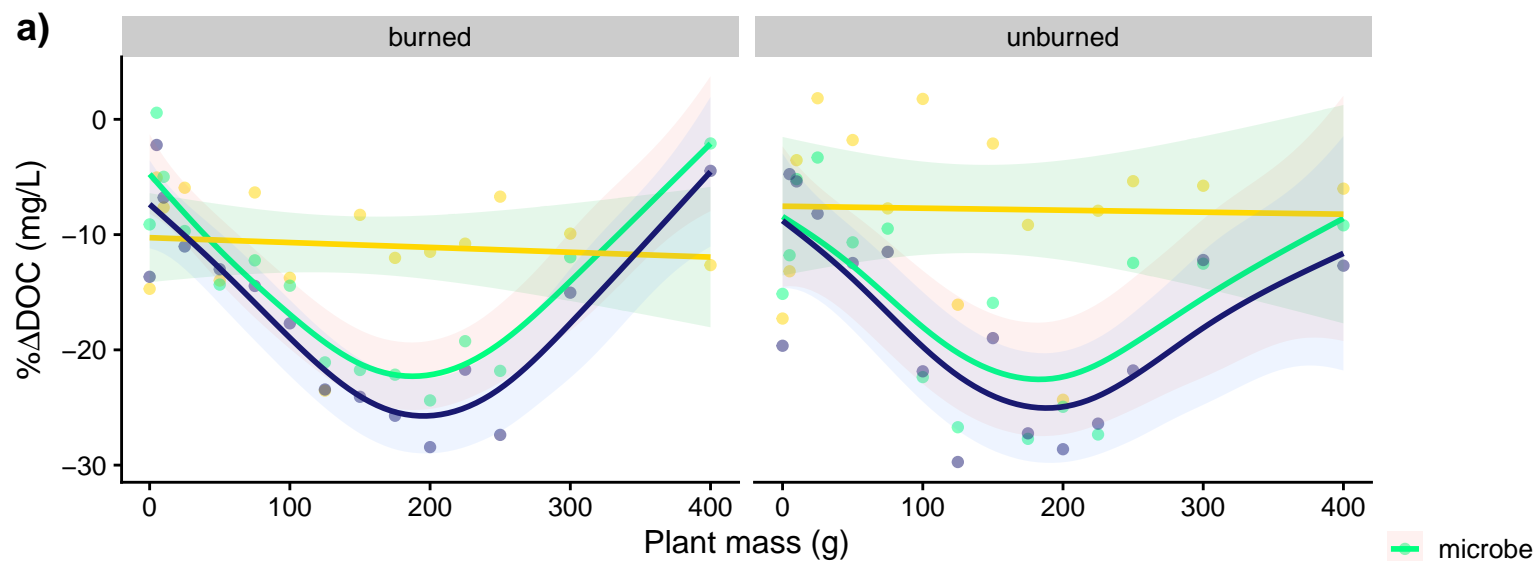 a)
burned
unburned
%ΔDOC (mg/L)
0
−10
−20
−30
0 100 200 300 400
0 100 200 300 400
Plant mass (g)
microbe